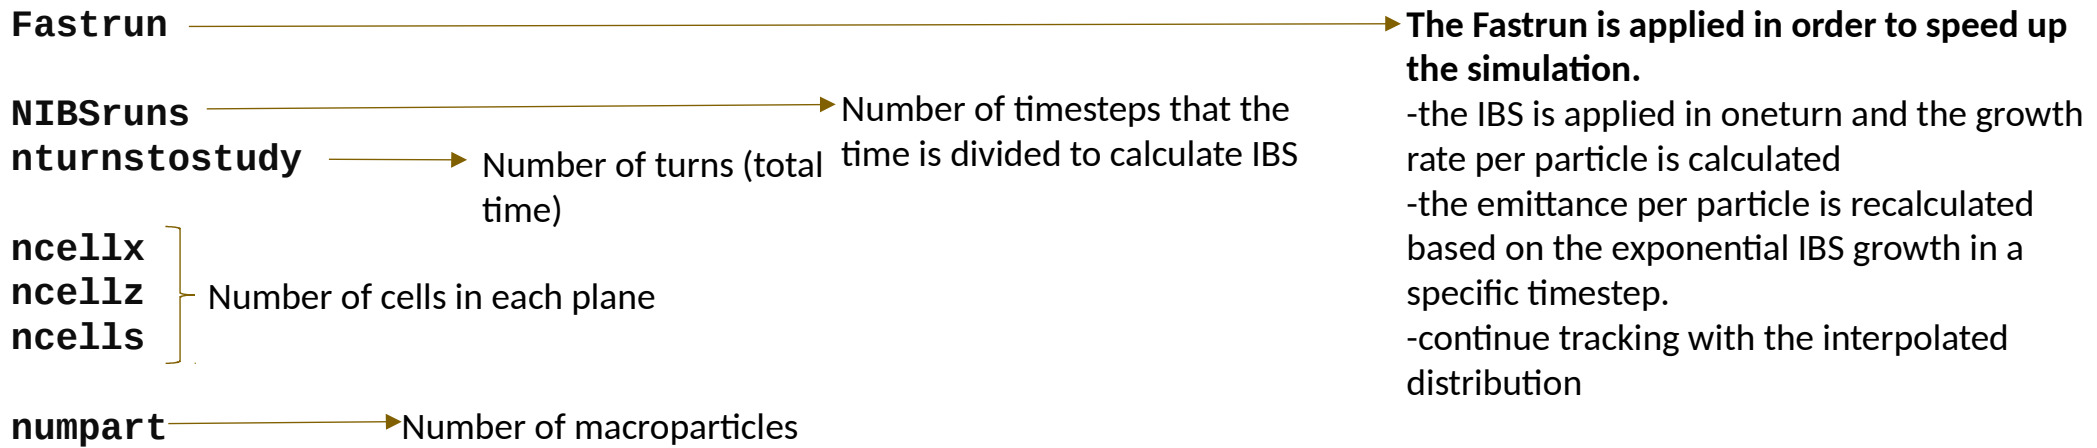 Fastrun
The Fastrun is applied in order to speed up
the simulation.
-the IBS is applied in oneturn and the growth
rate per particle is calculated
-the emittance per particle is recalculated
based on the exponential IBS growth in a
specific timestep.
-continue tracking with the interpolated
distribution
NIBSruns
Number of timesteps that the
time is divided to calculate IBS
nturnstostudy
Number of turns (total
time)
ncellx
ncellz
ncells
Number of cells in each plane
numpart
Number of macroparticles